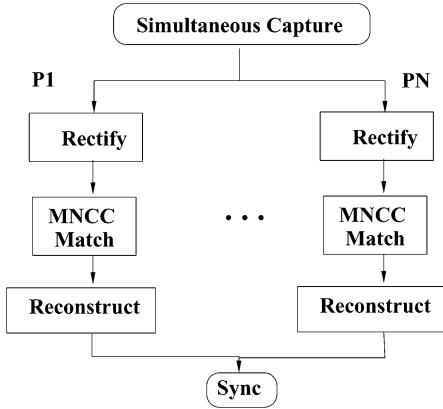 Simultaneous Capture
P1
PN
Rectify
Rectify
MNCC
Match
. . .
MNCC
Match
Reconstruct
Reconstruct
Sync